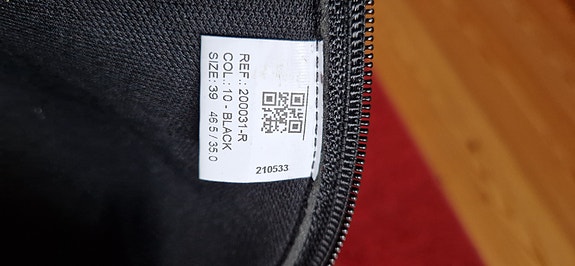 REF.: 200031-R
COL.: 10 - BLACK
SIZE: 39 46.5 / 35.0
210533